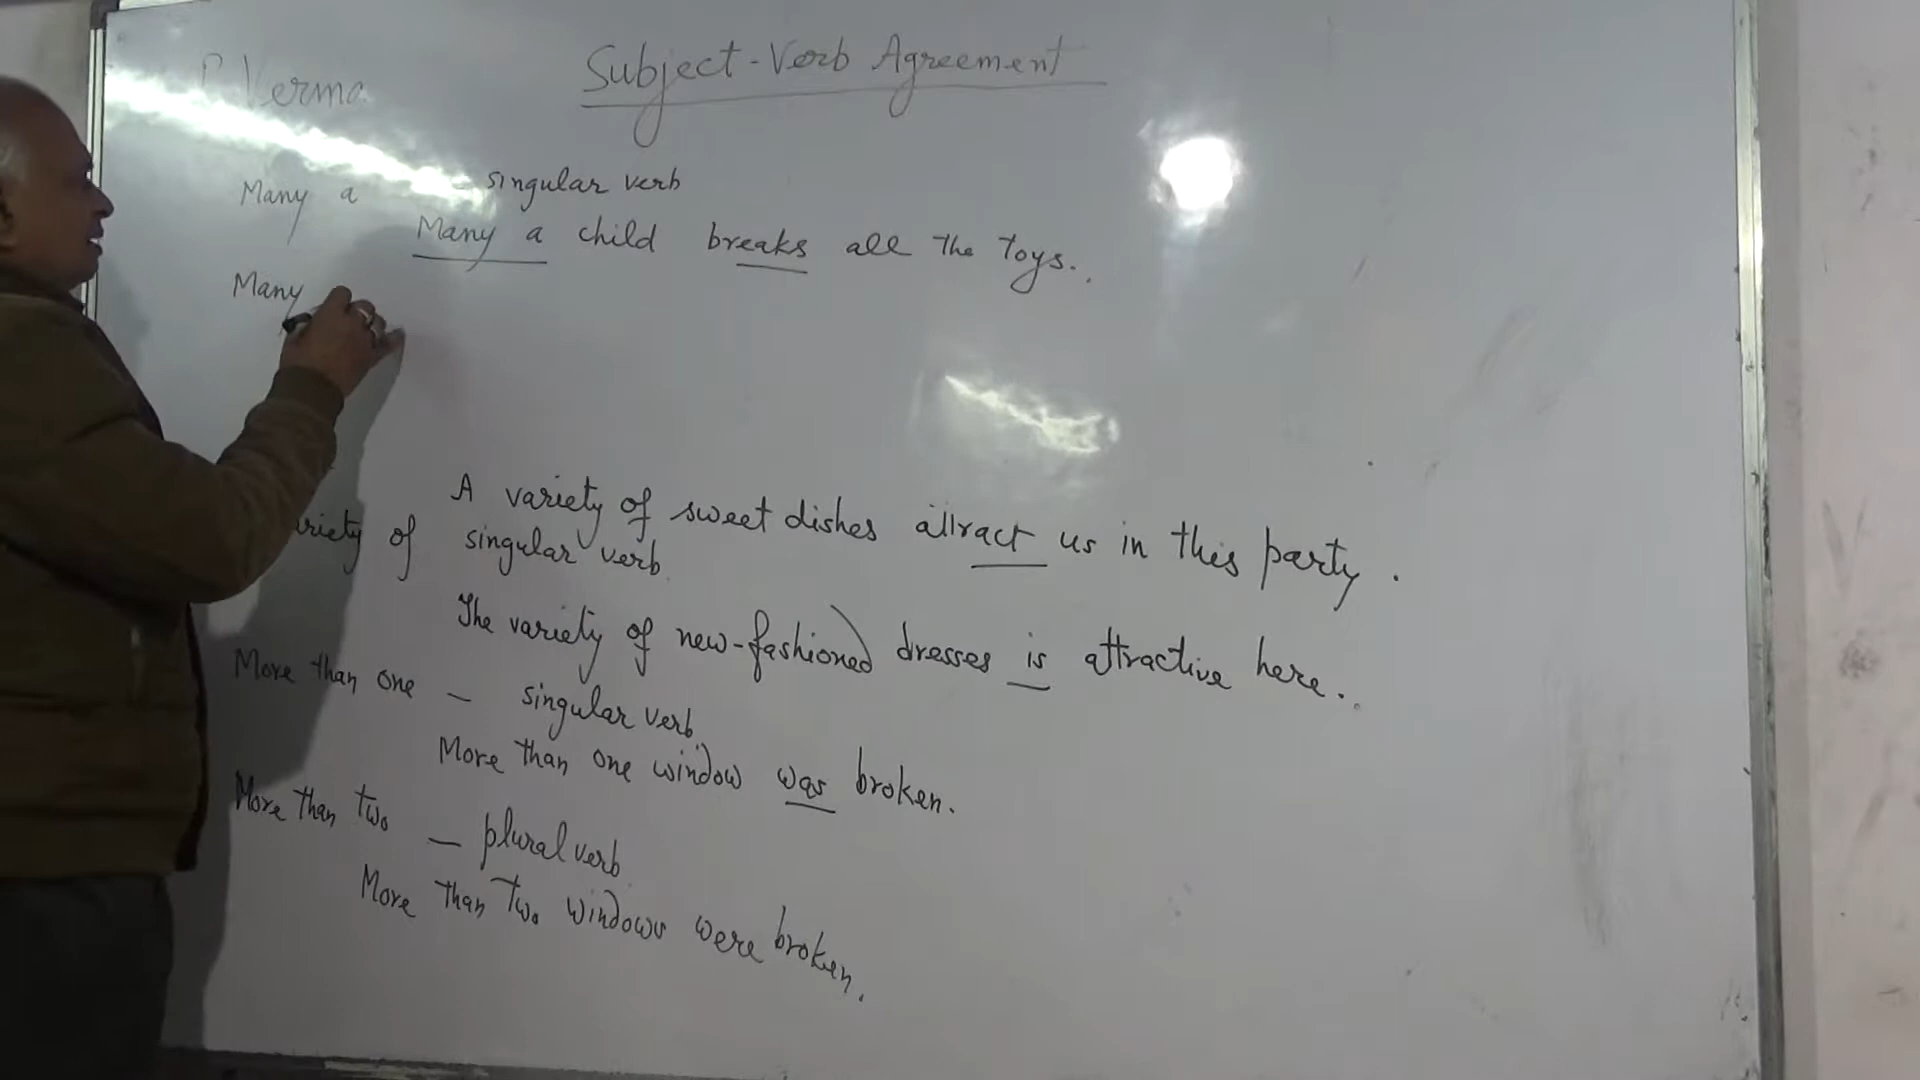 Subject-Verb Agreement
P Verma
Many a – singular verb
Many a child breaks all the toys.
Many
A variety of sweet dishes attract us in this party.
of singular verb
The variety of new-fashioned dresses is attractive here.
More than one – singular verb
More than one window was broken.
More than two – plural verb
More than two windows were broken.